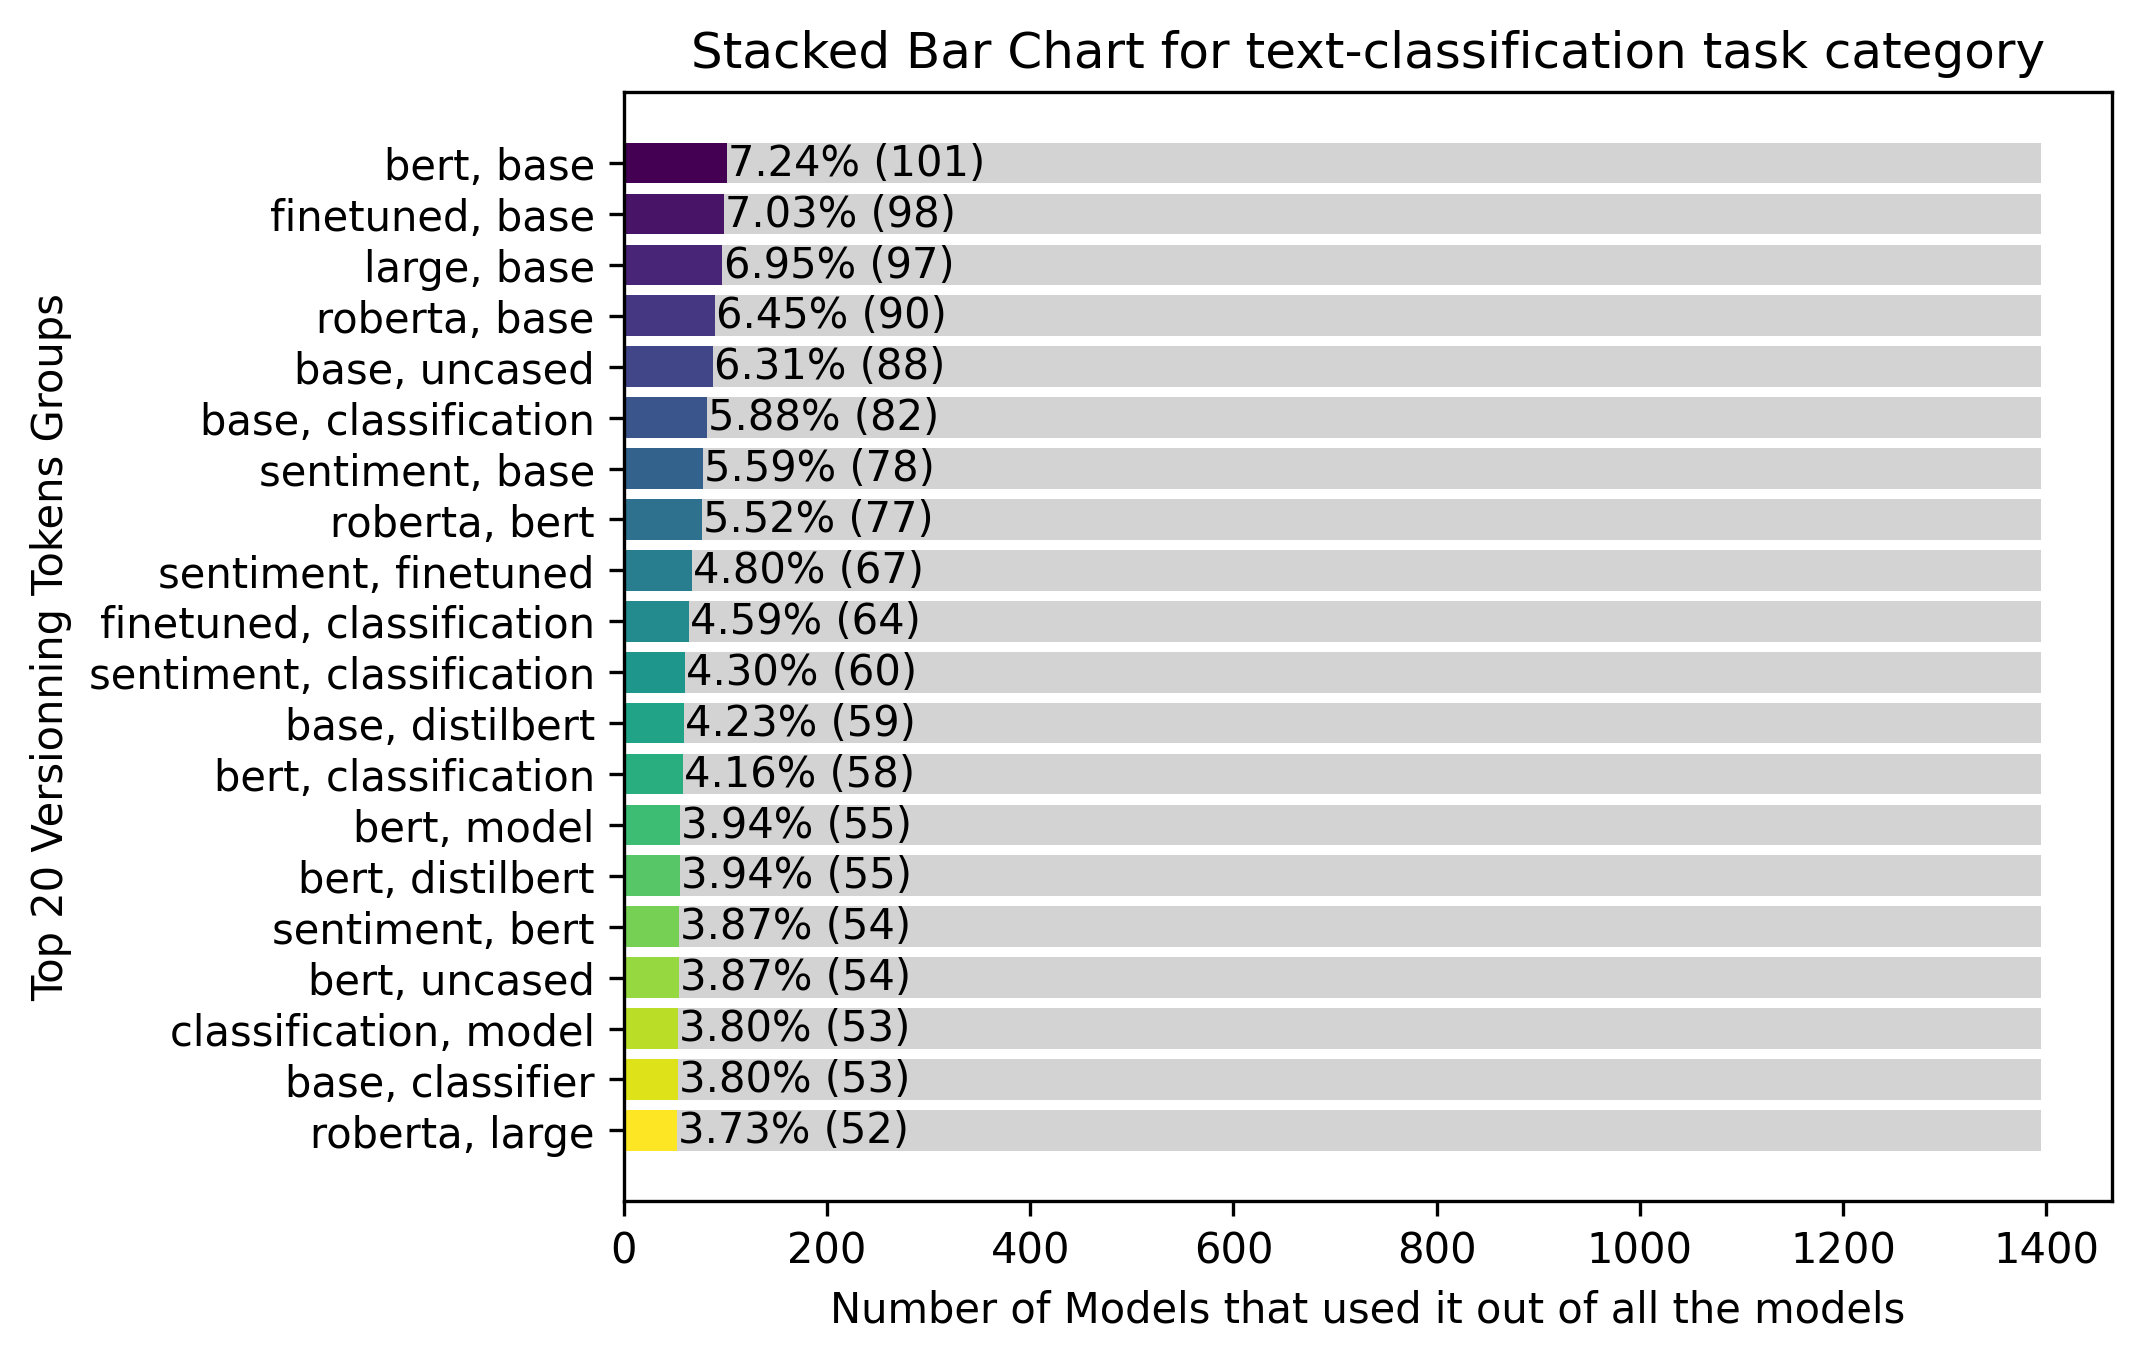 Stacked Bar Chart for text-classification task category
Top 20 Versionning Tokens Groups
bert, base 7.24% (101)
finetuned, base 7.03% (98)
large, base 6.95% (97)
roberta, base 6.45% (90)
base, uncased 6.31% (88)
base, classification 5.88% (82)
sentiment, base 5.59% (78)
roberta, bert 5.52% (77)
sentiment, finetuned 4.80% (67)
finetuned, classification 4.59% (64)
sentiment, classification 4.30% (60)
base, distilbert 4.23% (59)
bert, classification 4.16% (58)
bert, model 3.94% (55)
bert, distilbert 3.94% (55)
sentiment, bert 3.87% (54)
bert, uncased 3.87% (54)
classification, model 3.80% (53)
base, classifier 3.80% (53)
roberta, large 3.73% (52)
0 200 400 600 800 1000 1200 1400
Number of Models that used it out of all the models